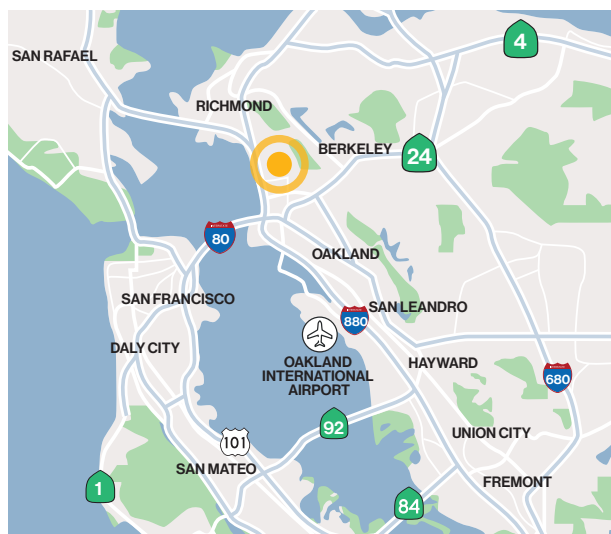 4
SAN RAFAEL
RICHMOND
BERKELEY
24
80
OAKLAND
SAN FRANCISCO
SAN LEANDRO
880
DALY CITY
OAKLAND
INTERNATIONAL
AIRPORT
HAYWARD
680
92
UNION CITY
101
SAN MATEO
FREMONT
1
84